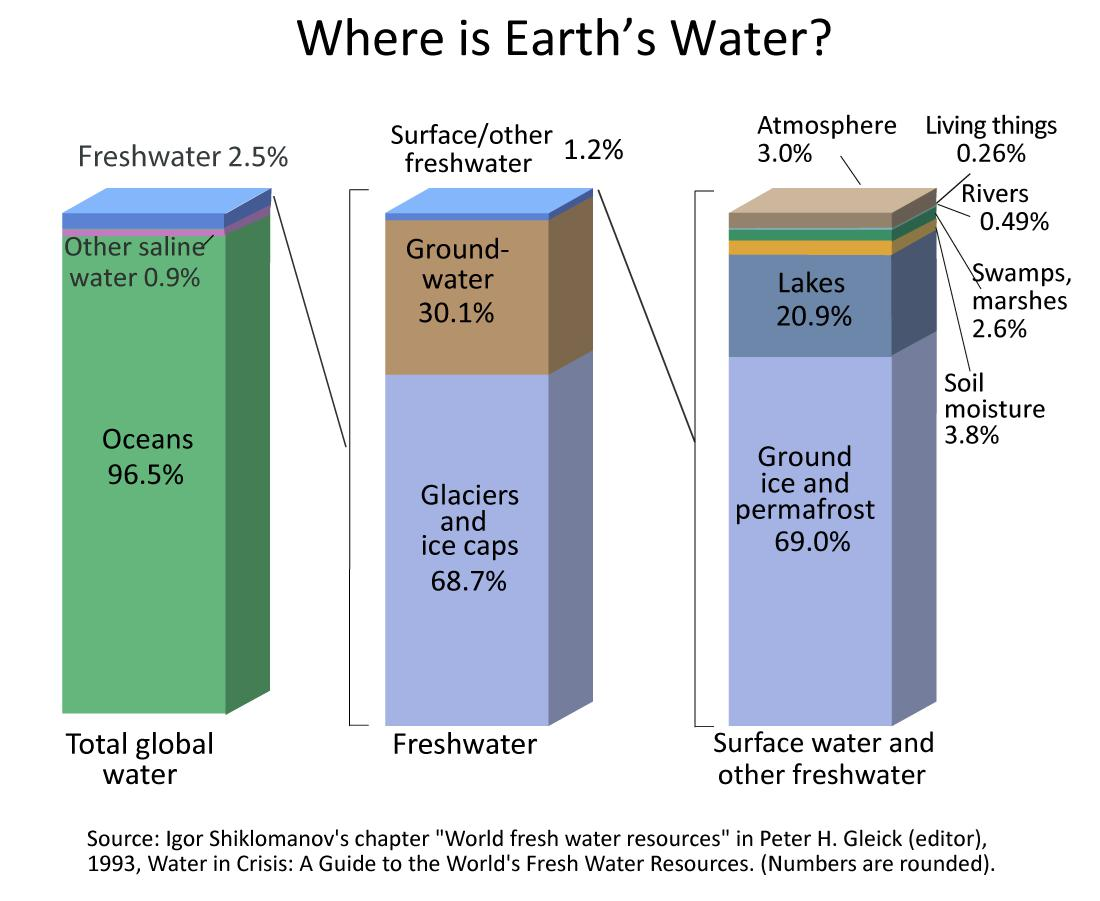 Where is Earth’s Water?
Freshwater 2.5%
Other saline
water 0.9%
Oceans
96.5%
Total global
water
Surface/other
freshwater 1.2%
Ground-
water
30.1%
Glaciers
and
ice caps
68.7%
Freshwater
Atmosphere
3.0%
Living things
0.26%
Rivers
0.49%
Swamps,
marshes
2.6%
Soil
moisture
3.8%
Lakes
20.9%
Ground
ice and
permafrost
69.0%
Surface water and
other freshwater
Source: Igor Shiklomanov's chapter "World fresh water resources" in Peter H. Gleick (editor),
1993, Water in Crisis: A Guide to the World's Fresh Water Resources. (Numbers are rounded).